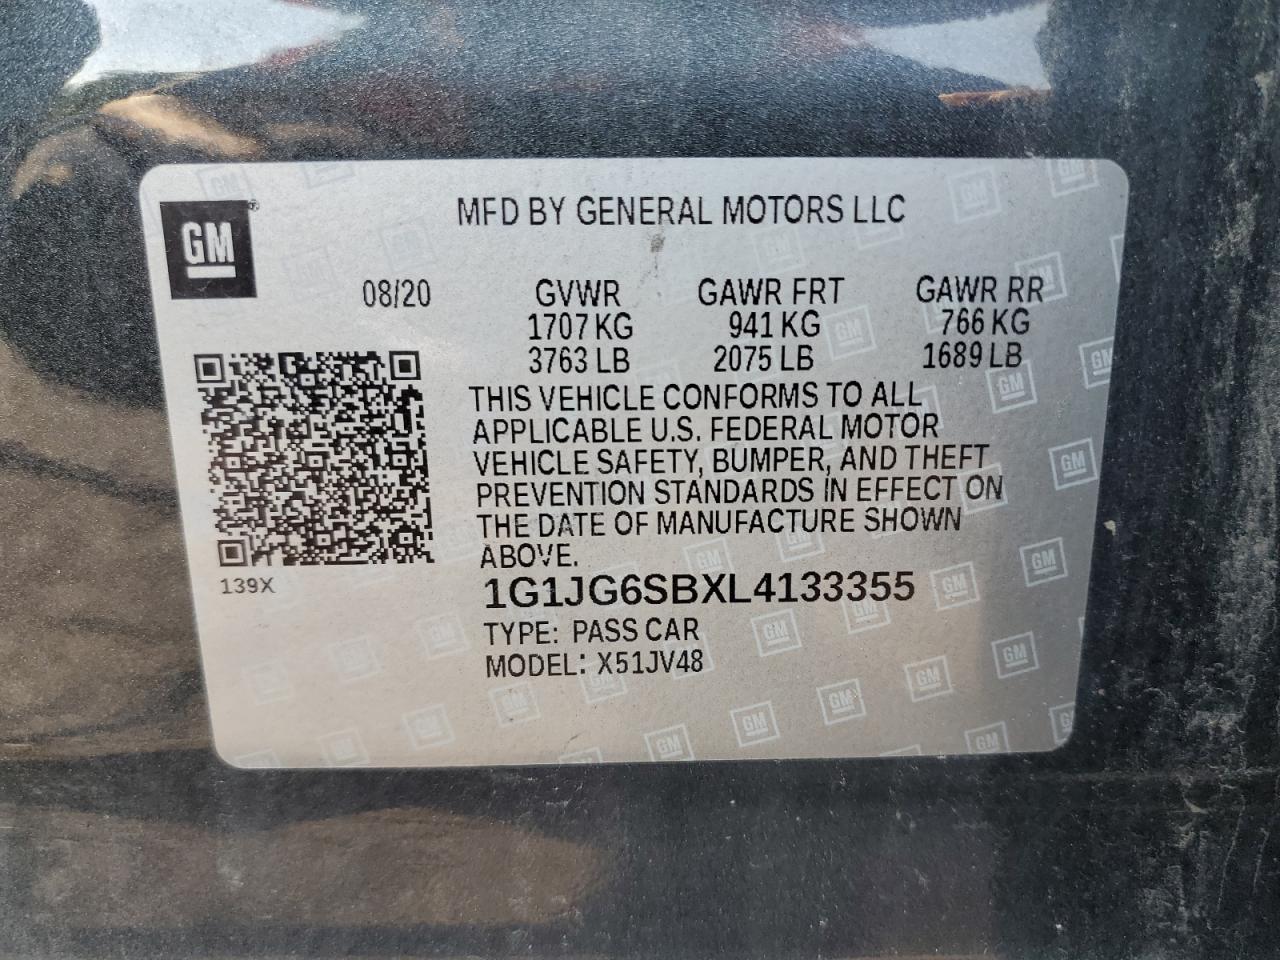 MFD BY GENERAL MOTORS LLC
GM
08/20 GVWR GAWR FRT GAWR RR
1707 KG 941 KG 766 KG
3763 LB 2075 LB 1689 LB
THIS VEHICLE CONFORMS TO ALL
APPLICABLE U.S. FEDERAL MOTOR
VEHICLE SAFETY, BUMPER, AND THEFT
PREVENTION STANDARDS IN EFFECT ON
THE DATE OF MANUFACTURE SHOWN
ABOVE.
139X
1G1JG6SBXL4133355
TYPE: PASS CAR
MODEL: X51JV48